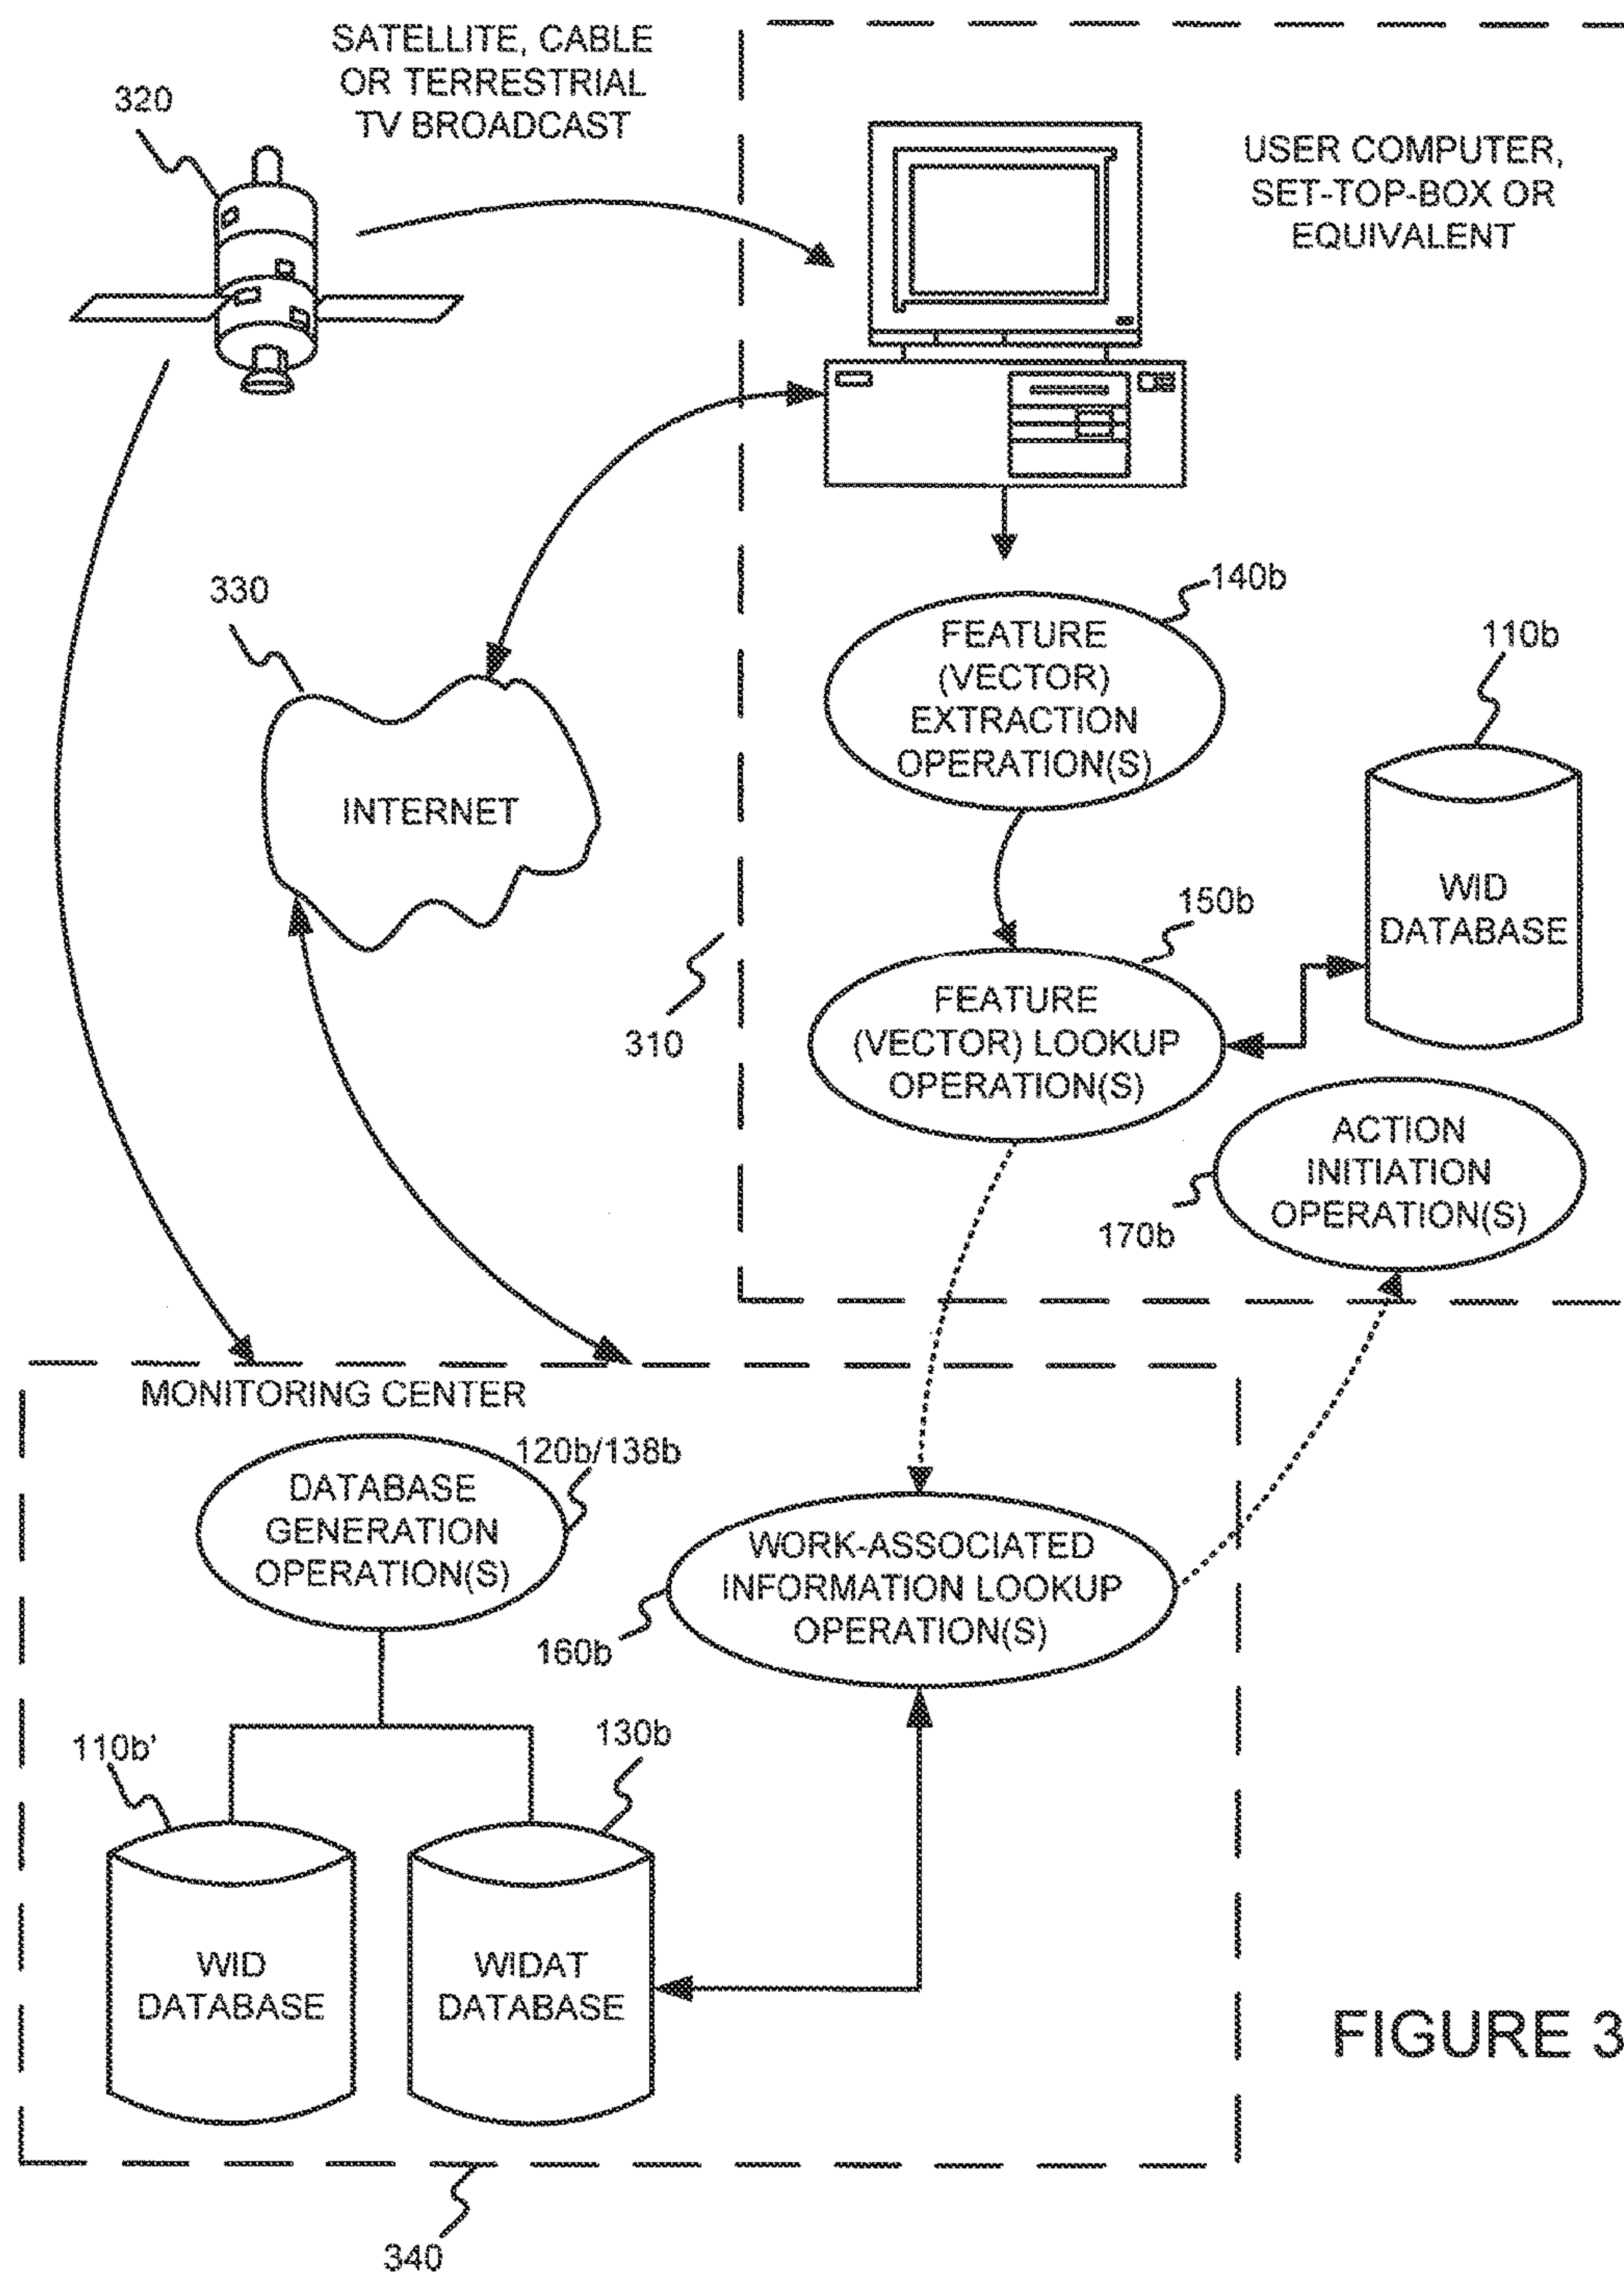 SATELLITE, CABLE
OR TERRESTRIAL
TV BROADCAST
320
USER COMPUTER,
SET-TOP-BOX OR
EQUIVALENT
330
INTERNET
140b
FEATURE
(VECTOR)
EXTRACTION
OPERATION(S)
110b
WID
DATABASE
150b
FEATURE
(VECTOR) LOOKUP
OPERATION(S)
310
ACTION
INITIATION
OPERATION(S)
170b
MONITORING CENTER
120b/138b
DATABASE
GENERATION
OPERATION(S)
WORK-ASSOCIATED
INFORMATION LOOKUP
OPERATION(S)
160b
110b'
130b
WID
DATABASE
WIDAT
DATABASE
FIGURE 3
340